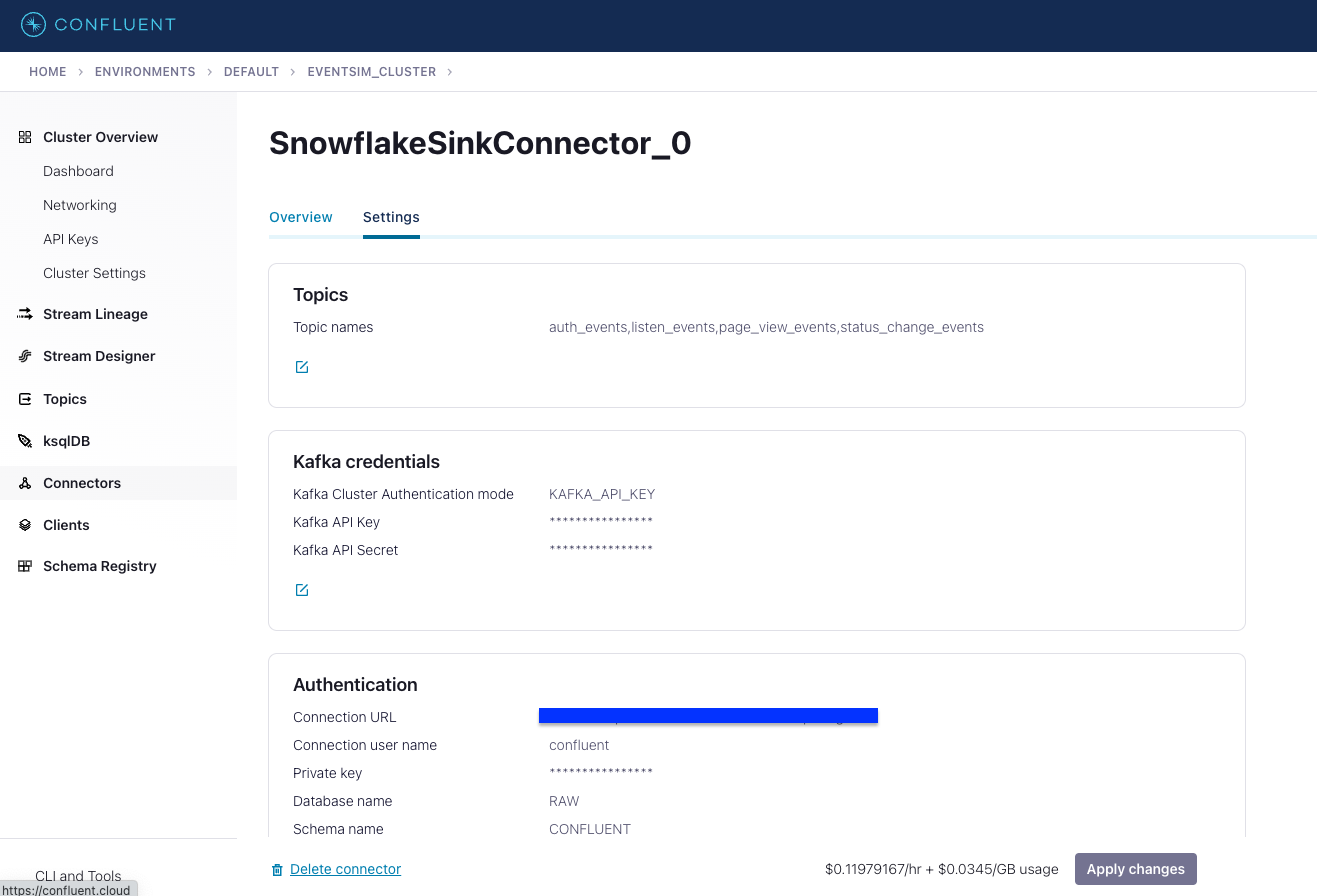 CONFLUENT
HOME > ENVIRONMENTS > DEFAULT > EVENTSIM_CLUSTER >
Cluster Overview
Dashboard
Networking
API Keys
Cluster Settings
Stream Lineage
Stream Designer
Topics
ksqlDB
Connectors
Clients
Schema Registry
CLI and Tools
https://confluent.cloud
SnowflakeSinkConnector_0
Overview Settings
Topics
Topic names auth_events,listen_events,page_view_events,status_change_events
Kafka credentials
Kafka Cluster Authentication mode KAFKA_API_KEY
Kafka API Key ****************
Kafka API Secret ****************
Authentication
Connection URL
Connection user name confluent
Private key ****************
Database name RAW
Schema name CONFLUENT
Delete connector $0.11979167/hr + $0.0345/GB usage Apply changes